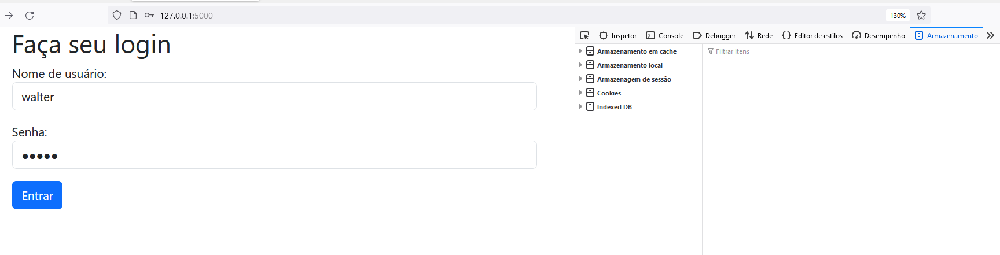 127.0.0.1:5000
130%
Faça seu login
Nome de usuário:
walter
Senha:
●●●●●
Entrar
Inspetor Console Debugger Rede Editor de estilos Desempenho Armazenamento
Armazenamento em cache
Armazenamento local
Armazenagem de sessão
Cookies
Indexed DB
Filtrar itens